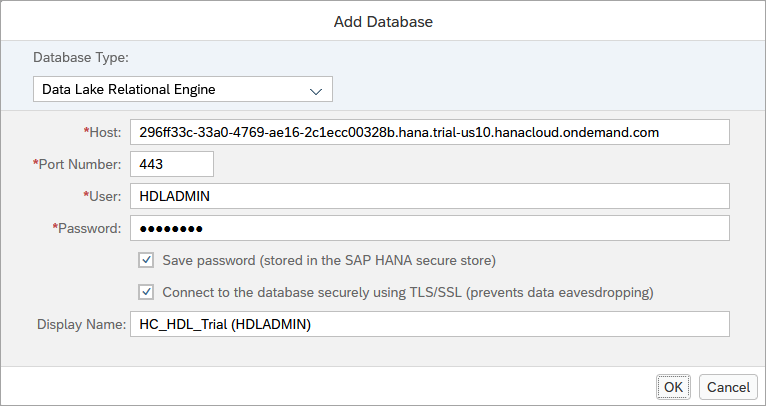 Add Database
Database Type:
Data Lake Relational Engine
*Host: 296ff33c-33a0-4769-ae16-2c1ecc00328b.hana.trial-us10.hanacloud.ondemand.com
*Port Number: 443
*User: HDLADMIN
*Password: ••••••••
Save password (stored in the SAP HANA secure store)
Connect to the database securely using TLS/SSL (prevents data eavesdropping)
Display Name: HC_HDL_Trial (HDLADMIN)
OK Cancel